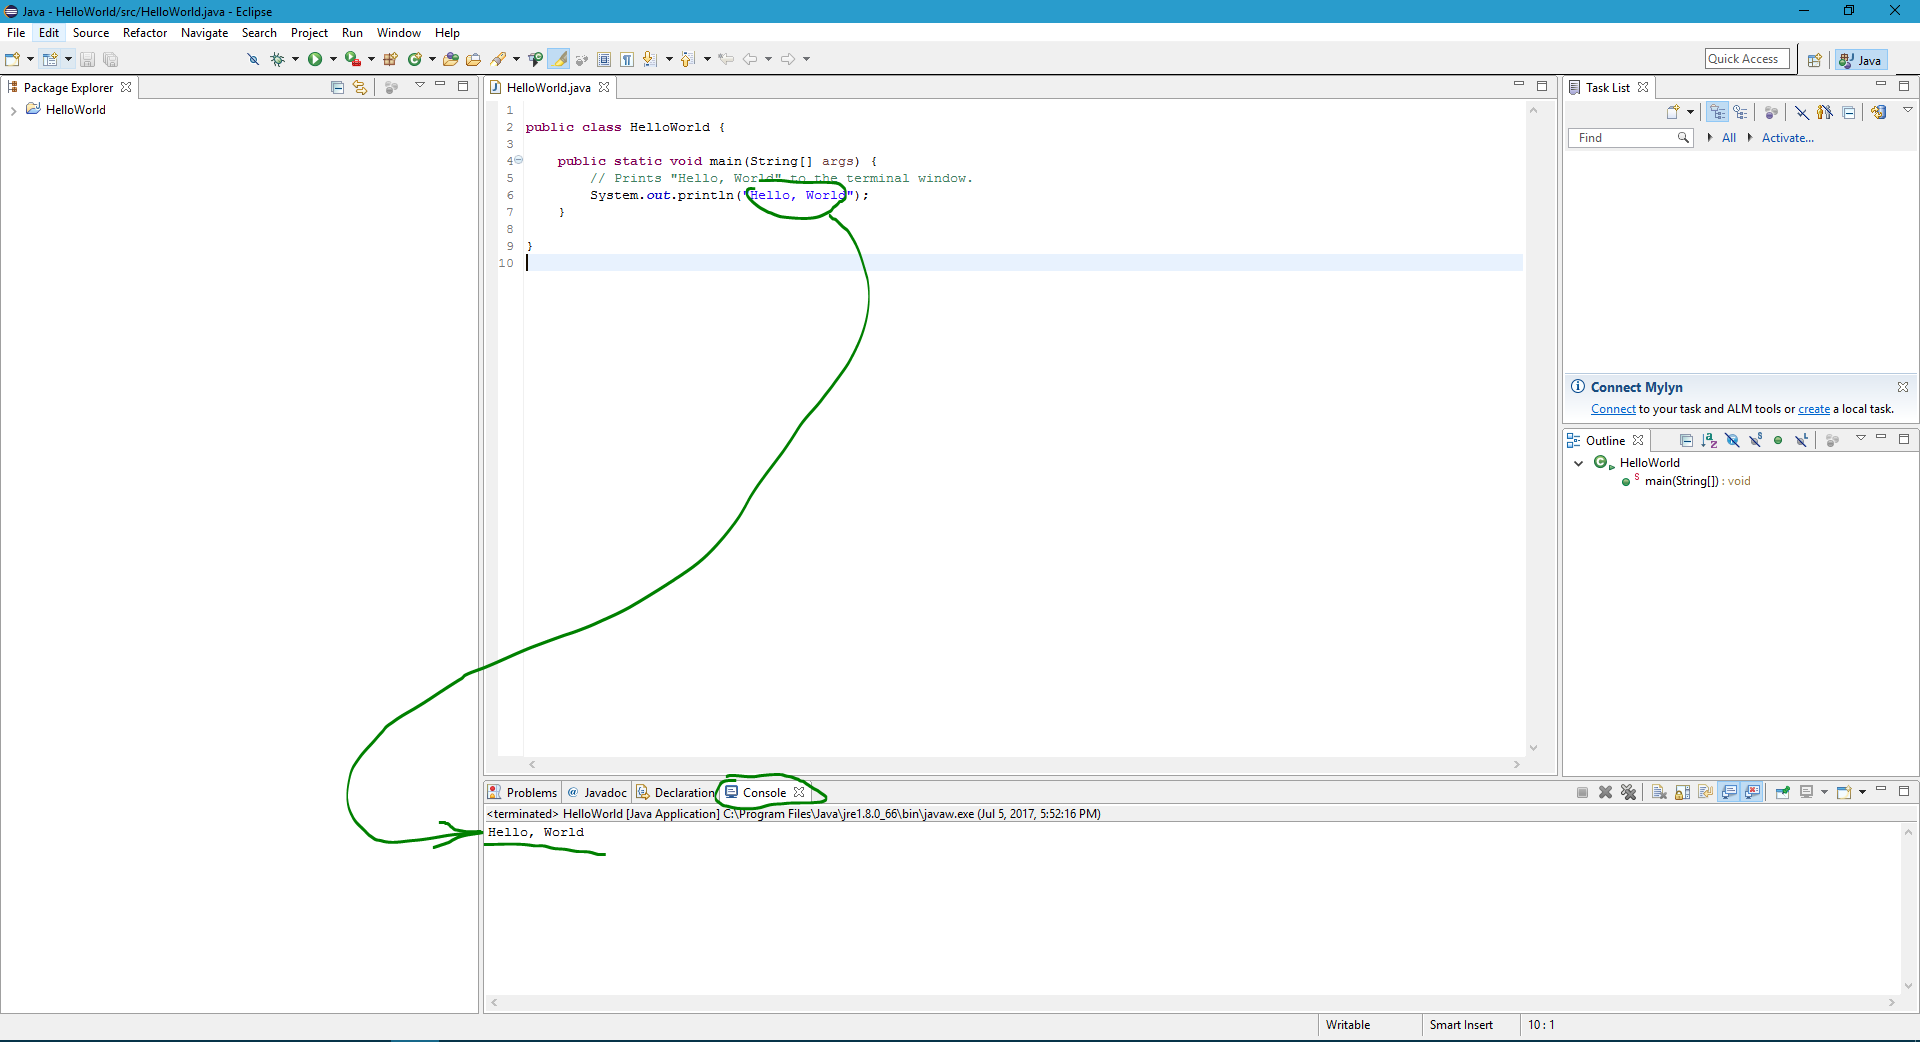 Java - HelloWorld/src/HelloWorld.java - Eclipse
File Edit Source Refactor Navigate Search Project Run Window Help
Quick Access
Java
Package Explorer
HelloWorld
HelloWorld.java
1
2 public class HelloWorld {
3
4 public static void main(String[] args) {
5 // Prints "Hello, World" to the terminal window.
6 System.out.println("Hello, World");
7 }
8
9 }
10
Task List
Find All Activate...
Connect Mylyn
Connect to your task and ALM tools or create a local task.
Outline
HelloWorld
main(String[]) : void
Problems Javadoc Declaration Console
<terminated> HelloWorld [Java Application] C:\Program Files\Java\jre1.8.0_66\bin\javaw.exe (Jul 5, 2017, 5:52:16 PM)
Hello, World
Writable Smart Insert 10 : 1